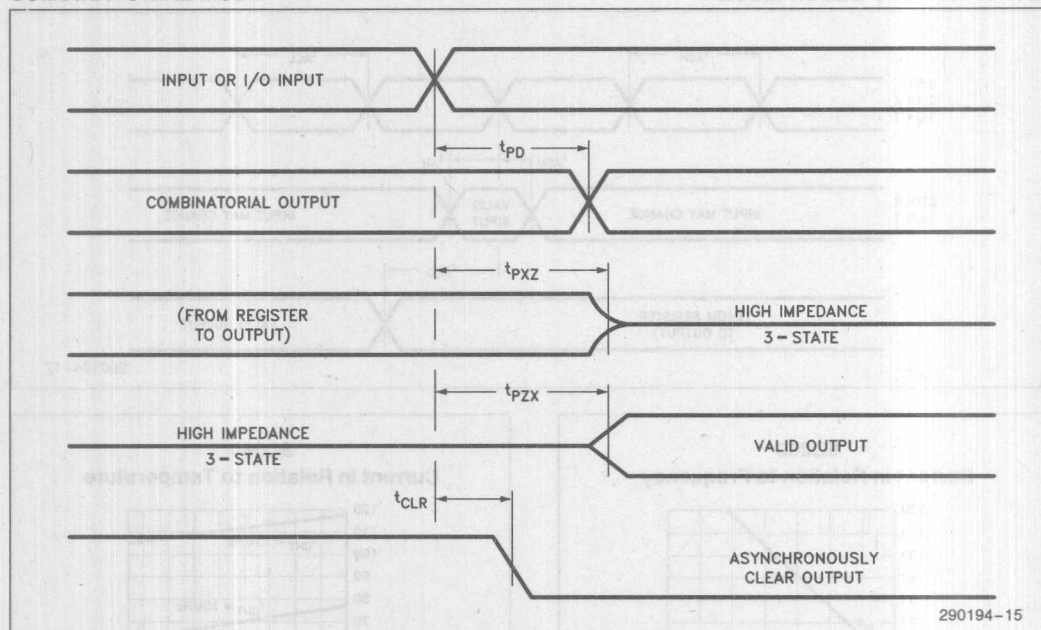 INPUT OR I/O INPUT
tPD
COMBINATORIAL OUTPUT
tPXZ
(FROM REGISTER
TO OUTPUT)
HIGH IMPEDANCE
3-STATE
tPZX
HIGH IMPEDANCE
3-STATE
VALID OUTPUT
tCLR
ASYNCHRONOUSLY
CLEAR OUTPUT
290194-15